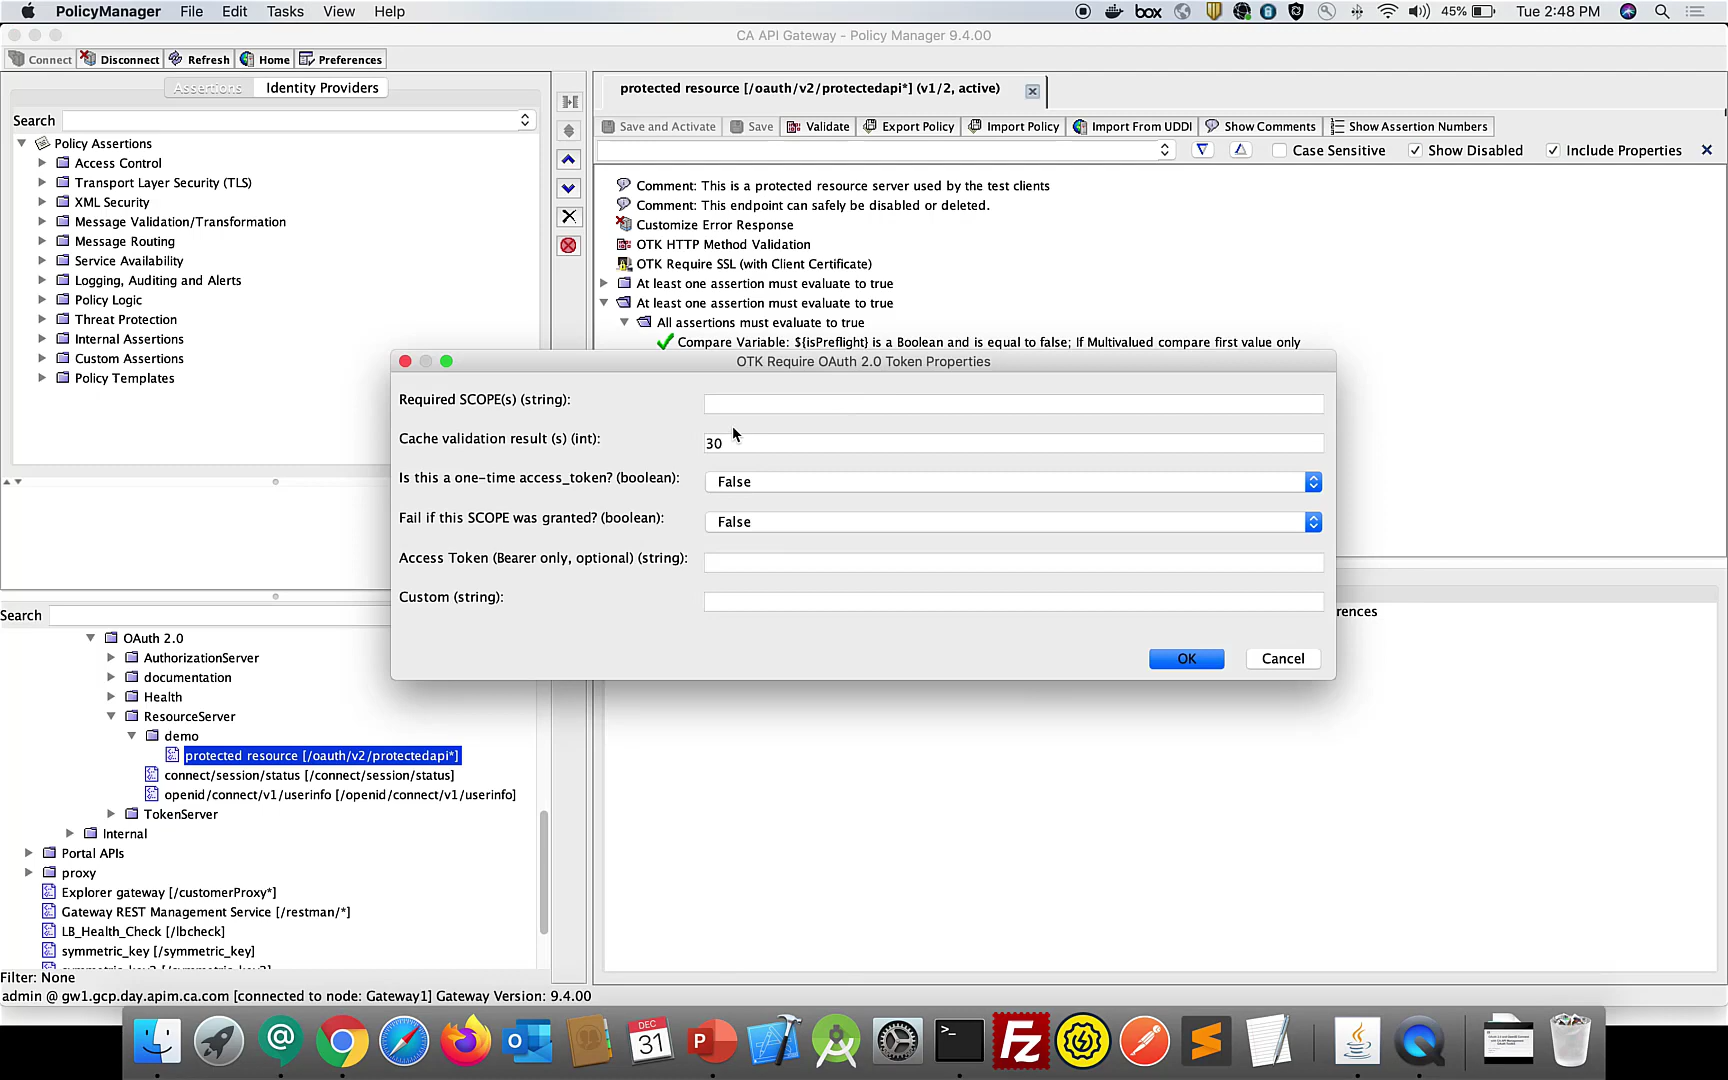 PolicyManager File Edit Tasks View Help box 45% Tue 2:48 PM
CA API Gateway - Policy Manager 9.4.00
Connect Disconnect Refresh Home Preferences
Assertions Identity Providers
Search
Policy Assertions
Access Control
Transport Layer Security (TLS)
XML Security
Message Validation/Transformation
Message Routing
Service Availability
Logging, Auditing and Alerts
Policy Logic
Threat Protection
Internal Assertions
Custom Assertions
Policy Templates
protected resource [/oauth/v2/protectedapi*] (v1/2, active)
Save and Activate Save Validate Export Policy Import Policy Import From UDDI Show Comments Show Assertion Numbers
Case Sensitive Show Disabled Include Properties
Comment: This is a protected resource server used by the test clients
Comment: This endpoint can safely be disabled or deleted.
Customize Error Response
OTK HTTP Method Validation
OTK Require SSL (with Client Certificate)
At least one assertion must evaluate to true
At least one assertion must evaluate to true
All assertions must evaluate to true
Compare Variable: ${isPreflight} is a Boolean and is equal to false; If Multivalued compare first value only
OTK Require OAuth 2.0 Token Properties
Required SCOPE(s) (string):
Cache validation result (s) (int): 30
Is this a one-time access_token? (boolean): False
Fail if this SCOPE was granted? (boolean): False
Access Token (Bearer only, optional) (string):
Custom (string):
OK Cancel
rences
Search
OAuth 2.0
AuthorizationServer
documentation
Health
ResourceServer
demo
protected resource [/oauth/v2/protectedapi*]
connect/session/status [/connect/session/status]
openid/connect/v1/userinfo [/openid/connect/v1/userinfo]
TokenServer
Internal
Portal APIs
proxy
Explorer gateway [/customerProxy*]
Gateway REST Management Service [/restman/*]
LB_Health_Check [/lbcheck]
symmetric_key [/symmetric_key]
symmetric_key2 [/symmetric_key2]
Filter: None
admin @ gw1.gcp.day.apim.ca.com [connected to node: Gateway1] Gateway Version: 9.4.00
DEC
31